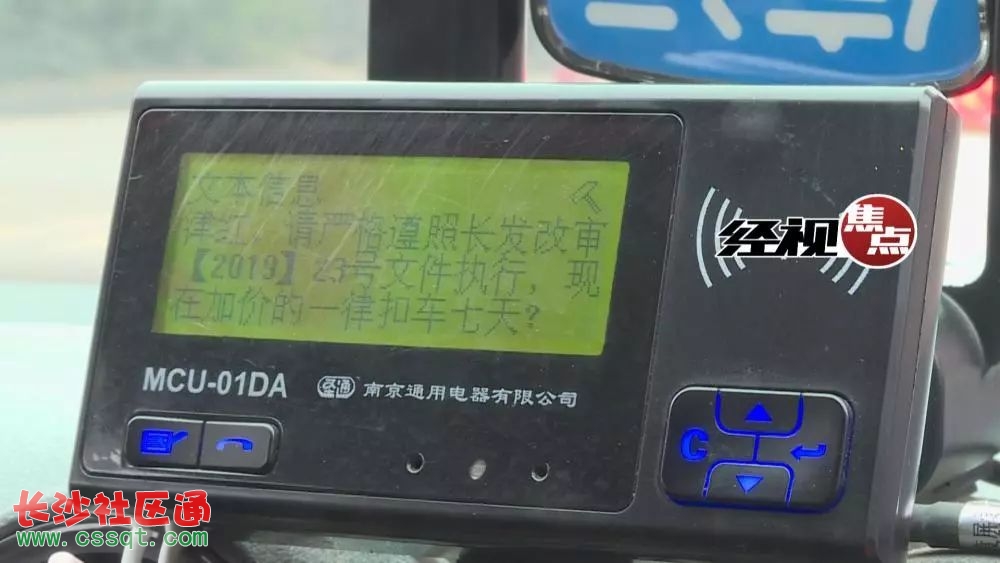 文本信息
津红，请严格遵照长发改审
【2019】23号文件执行，现
在加价的一律扣车七天？
经视焦点
MCU-01DA 通 南京通用电器有限公司
C
长沙社区通
www.cssqt.com